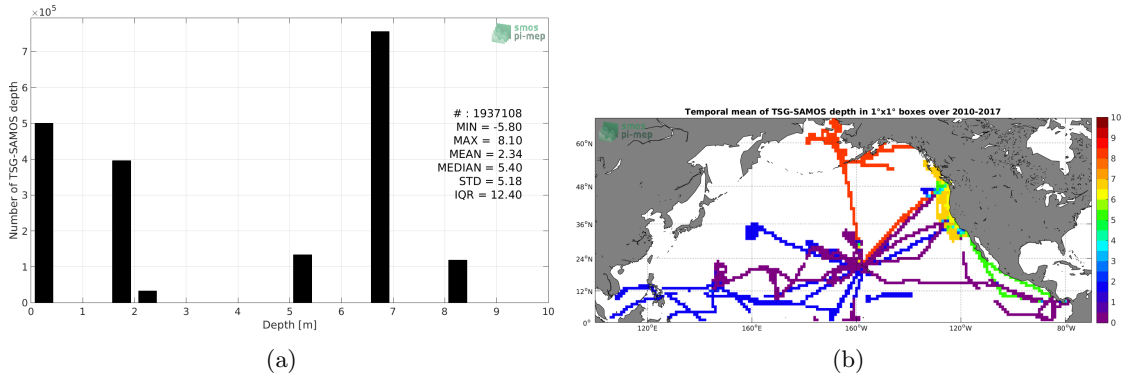 ×10⁵
smos
pi-mep
7
6
5
4
3
2
1
0
Number of TSG-SAMOS depth
# : 1937108
MIN = -5.80
MAX = 8.10
MEAN = 2.34
MEDIAN = 5.40
STD = 5.18
IQR = 12.40
0 1 2 3 4 5 6 7 8 9 10
Depth [m]
(a)
Temporal mean of TSG-SAMOS depth in 1°x1° boxes over 2010-2017
smos
pi-mep
60°N
48°N
36°N
24°N
12°N
0°
120°E 160°E 160°W 120°W 80°W
10
9
8
7
6
5
4
3
2
1
0
(b)